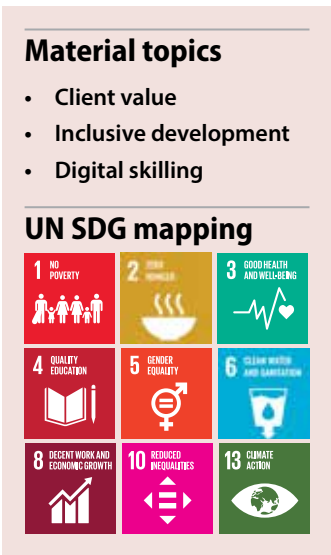 Material topics
• Client value
• Inclusive development
• Digital skilling
UN SDG mapping
1 NO
POVERTY
2 ZERO
HUNGER
3 GOOD HEALTH
AND WELL-BEING
4 QUALITY
EDUCATION
5 GENDER
EQUALITY
6 CLEAN WATER
AND SANITATION
8 DECENT WORK AND
ECONOMIC GROWTH
10 REDUCED
INEQUALITIES
13 CLIMATE
ACTION